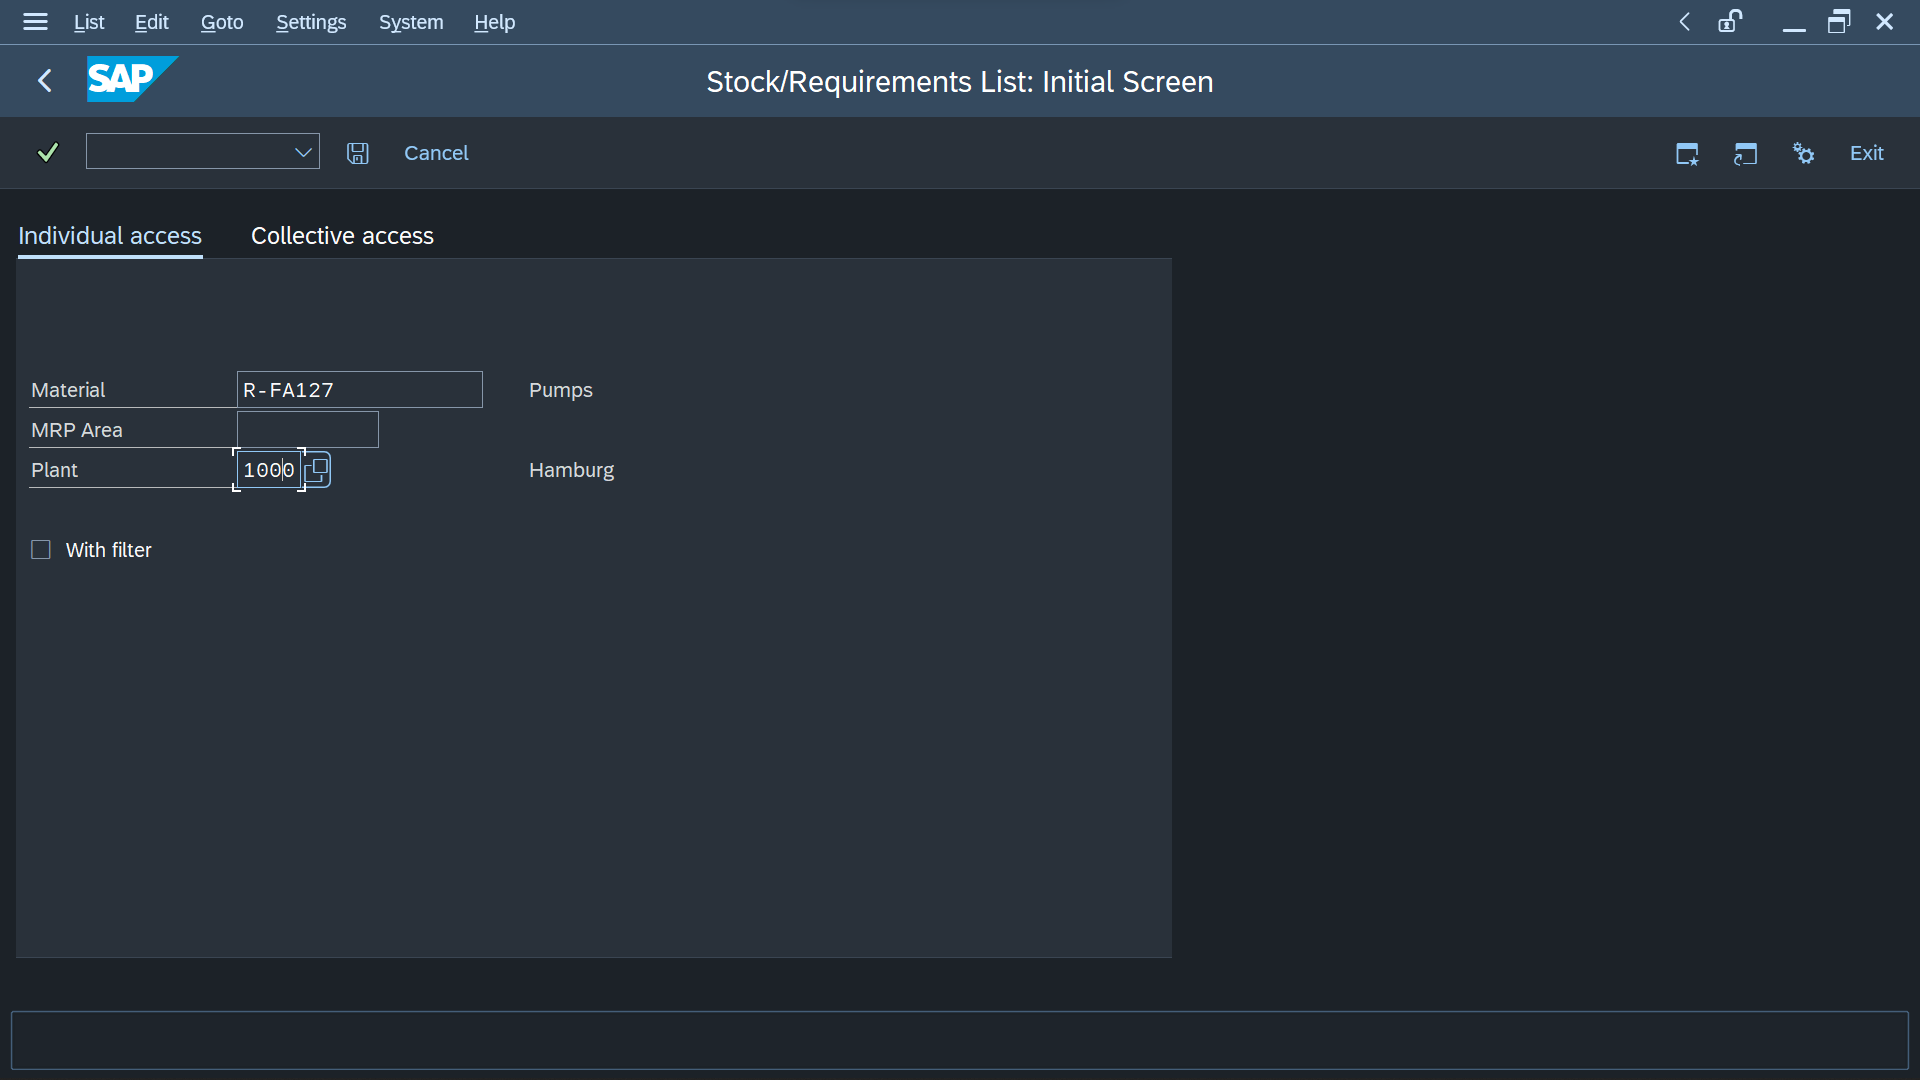 List Edit Goto Settings System Help
SAP
Stock/Requirements List: Initial Screen
Cancel
Exit
Individual access
Collective access
Material R-FA127 Pumps
MRP Area
Plant 1000 Hamburg
With filter